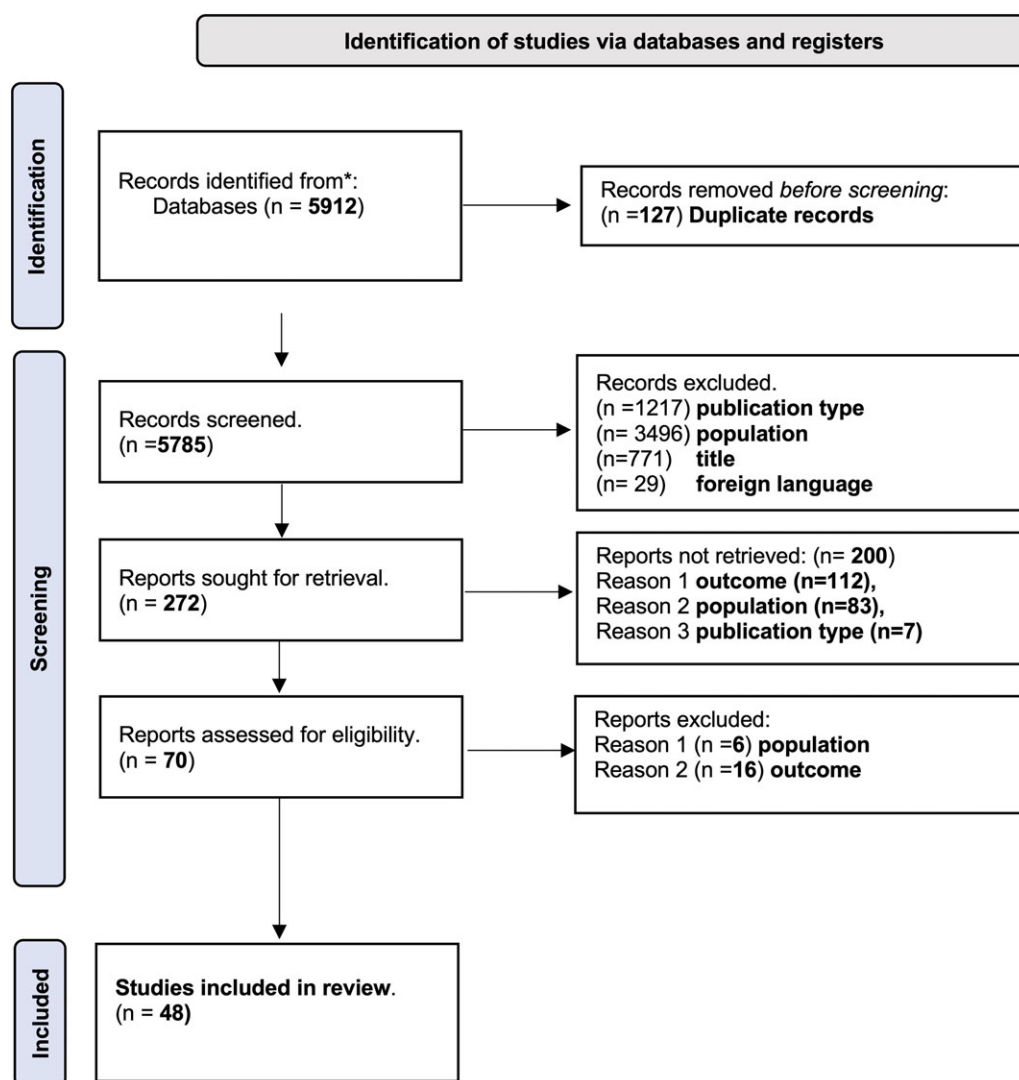 Identification of studies via databases and registers
Identification
Records identified from*:
Databases (n = 5912)
Records removed before screening:
(n =127) Duplicate records
Screening
Records screened.
(n =5785)
Records excluded.
(n =1217) publication type
(n= 3496) population
(n=771) title
(n= 29) foreign language
Reports sought for retrieval.
(n = 272)
Reports not retrieved: (n= 200)
Reason 1 outcome (n=112),
Reason 2 population (n=83),
Reason 3 publication type (n=7)
Reports assessed for eligibility.
(n = 70)
Reports excluded:
Reason 1 (n =6) population
Reason 2 (n =16) outcome
Included
Studies included in review.
(n = 48)